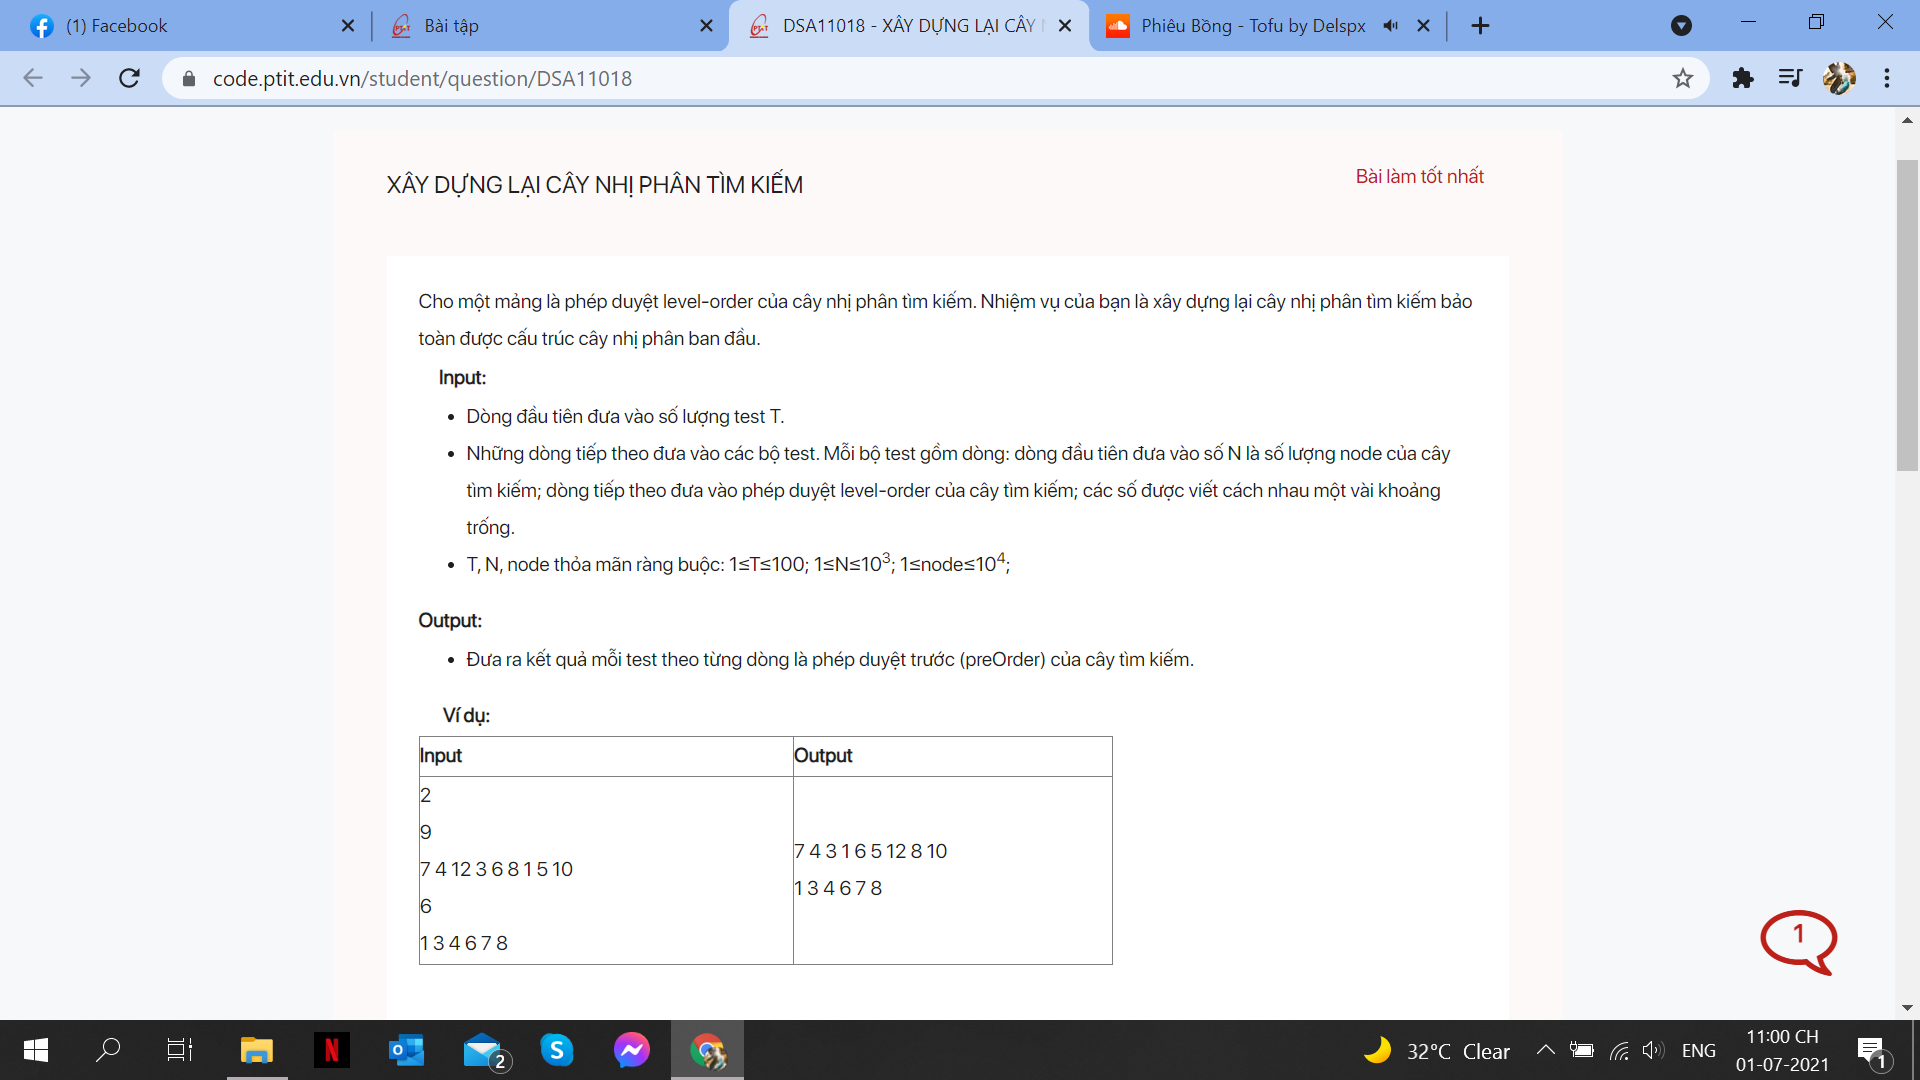 (1) Facebook
Bài tập
DSA11018 - XÂY DỰNG LẠI CÂY
Phiêu Bồng - Tofu by Delspx
code.ptit.edu.vn/student/question/DSA11018
XÂY DỰNG LẠI CÂY NHỊ PHÂN TÌM KIẾM
Bài làm tốt nhất
Cho một mảng là phép duyệt level-order của cây nhị phân tìm kiếm. Nhiệm vụ của bạn là xây dựng lại cây nhị phân tìm kiếm bảo
toàn được cấu trúc cây nhị phân ban đầu.
Input:
• Dòng đầu tiên đưa vào số lượng test T.
• Những dòng tiếp theo đưa vào các bộ test. Mỗi bộ test gồm dòng: dòng đầu tiên đưa vào số N là số lượng node của cây
tìm kiếm; dòng tiếp theo đưa vào phép duyệt level-order của cây tìm kiếm; các số được viết cách nhau một vài khoảng
trống.
• T, N, node thỏa mãn ràng buộc: 1≤T≤100; 1≤N≤10³; 1≤node≤10⁴;
Output:
• Đưa ra kết quả mỗi test theo từng dòng là phép duyệt trước (preOrder) của cây tìm kiếm.
Ví dụ:
Input
Output
2
9
7 4 12 3 6 8 1 5 10
6
1 3 4 6 7 8
7 4 3 1 6 5 12 8 10
1 3 4 6 7 8
1
N
2
S
32°C Clear
ENG
11:00 CH
01-07-2021
1